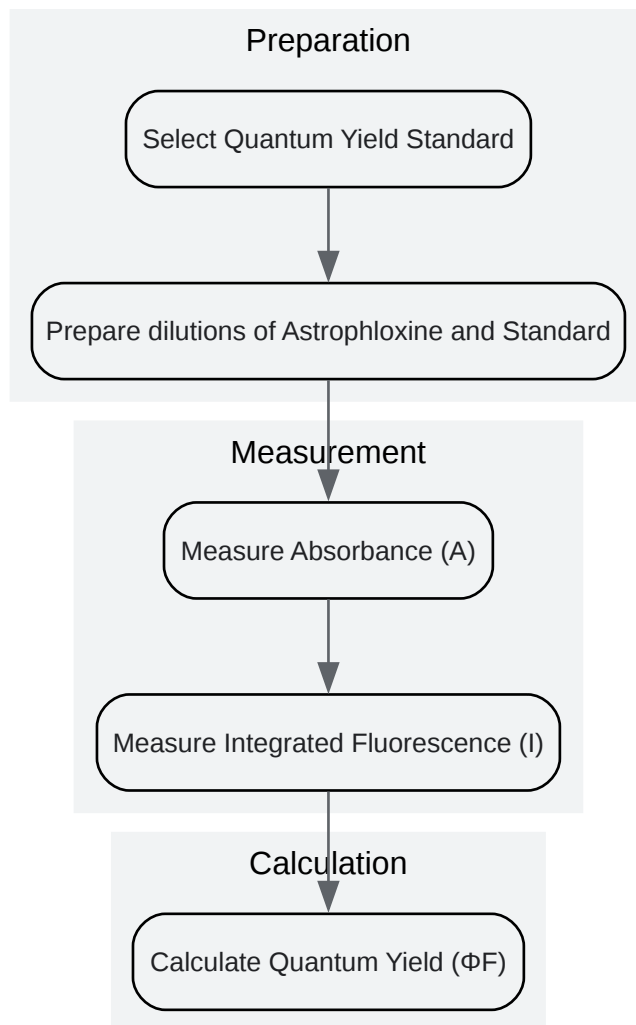 Preparation
Select Quantum Yield Standard
Prepare dilutions of Astrophloxine and Standard
Measurement
Measure Absorbance (A)
Measure Integrated Fluorescence (I)
Calculation
Calculate Quantum Yield (ΦF)